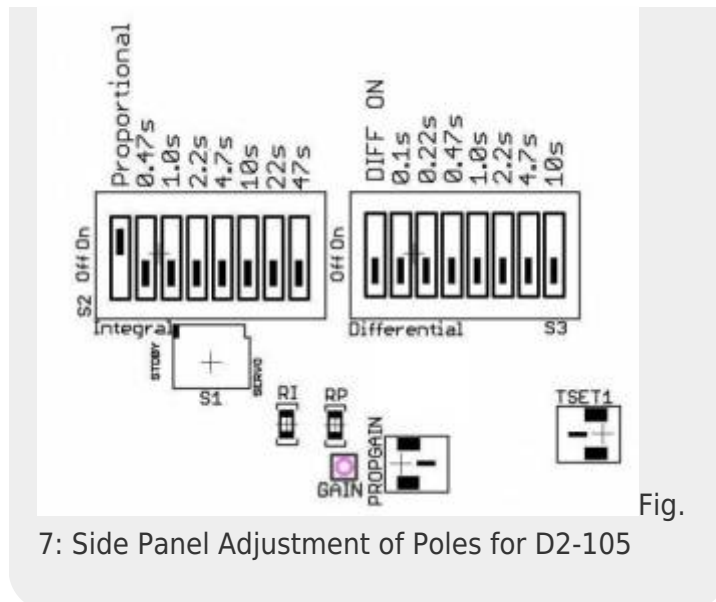 Proportional
0.47s
1.0s
2.2s
4.7s
10s
22s
47s
DIFF ON
0.1s
0.22s
0.47s
1.0s
2.2s
4.7s
10s
S2 Off On
Off On
Integral
Differential S3
STDBY
S1
SERVO
RI
RP
GAIN
PROPGAIN
TSET1
Fig.
7: Side Panel Adjustment of Poles for D2-105